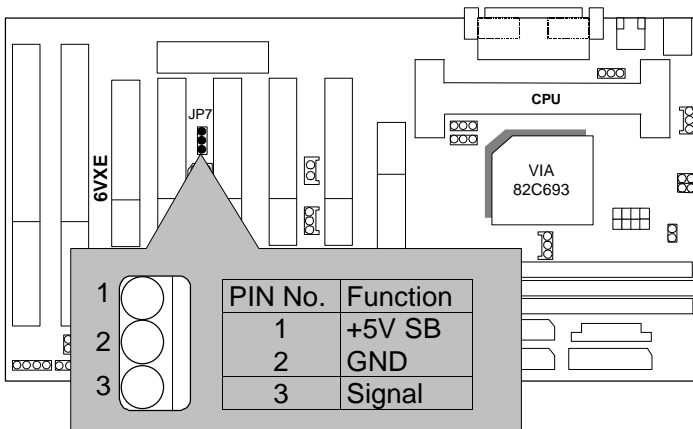 CPU
JP7
6VXE
VIA
82C693
1
2
3
PIN No. Function
1 +5V SB
2 GND
3 Signal